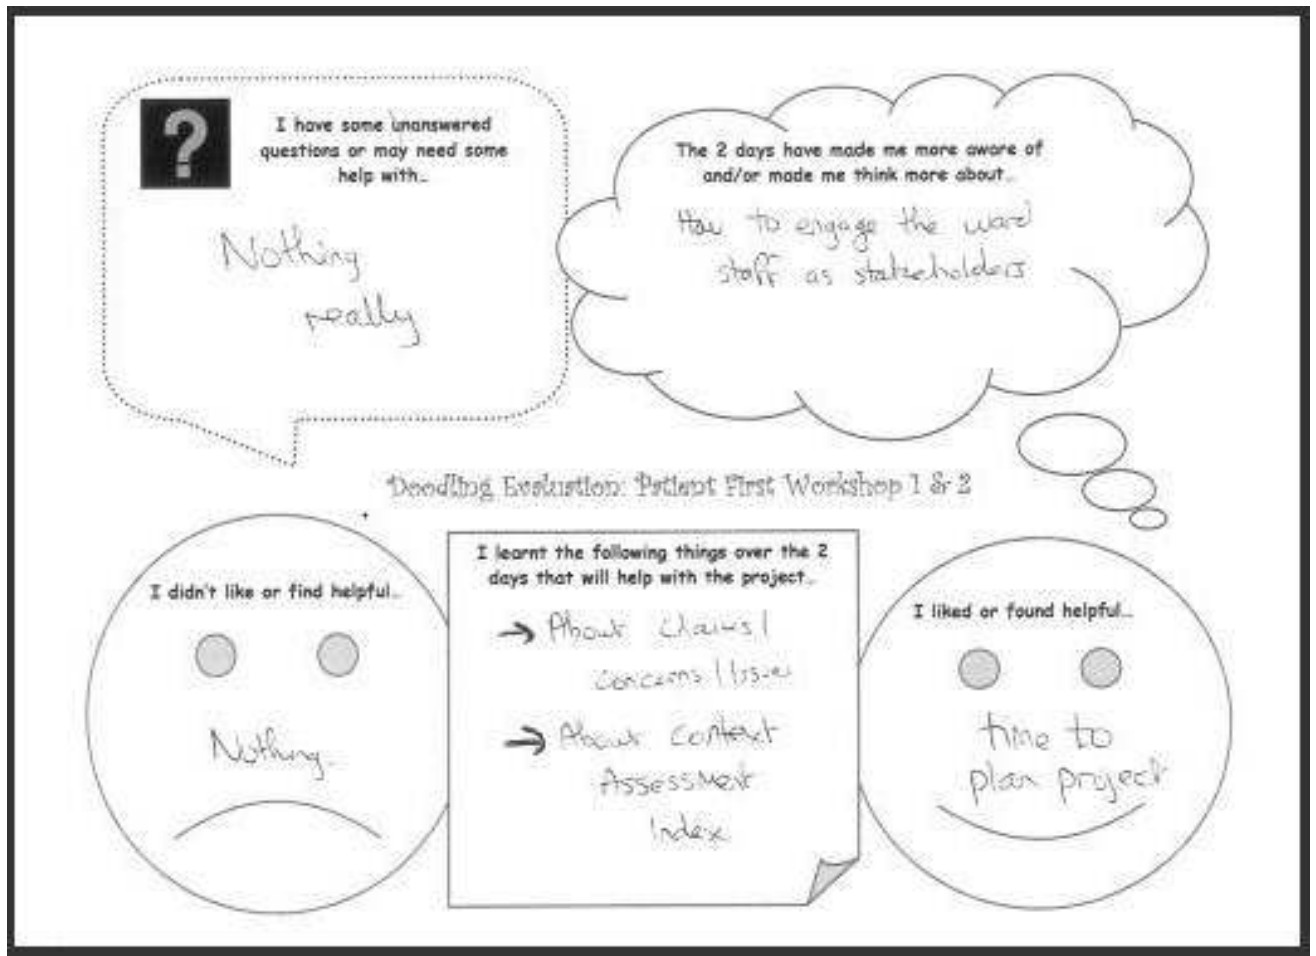 ?
I have some unanswered
questions or may need some
help with...
Nothing
really
The 2 days have made me more aware of
and/or made me think more about...
How to engage the ward
staff as stakeholders
Doodling Evaluation: Patient First Workshop 1 & 2
I didn't like or find helpful...
Nothing.
I learnt the following things over the 2
days that will help with the project...
→ About Claims/
Concerns/Issues
→ About Context
Assessment
Index
I liked or found helpful...
time to
plan project